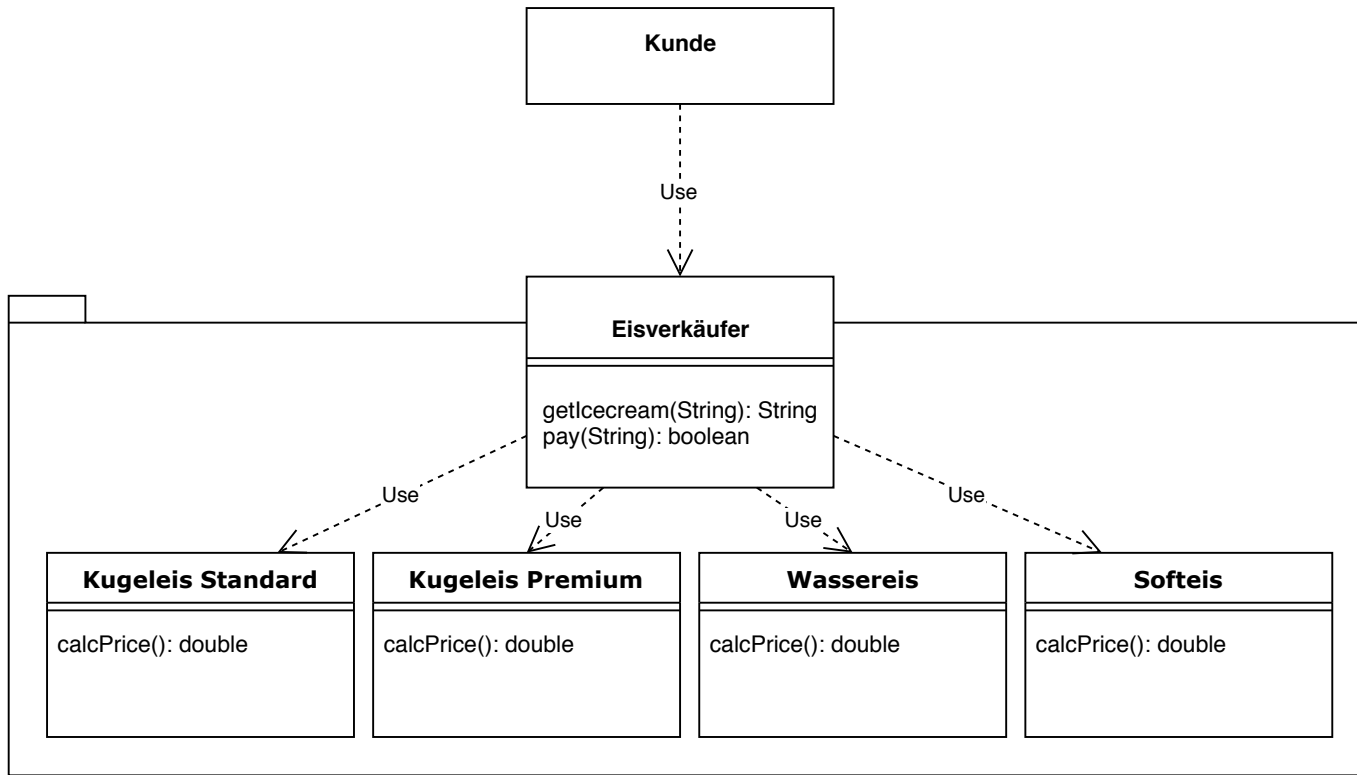 Kunde
Use
Eisverkäufer
getIcecream(String): String
pay(String): boolean
Use
Use
Use
Use
Kugeleis Standard
calcPrice(): double
Kugeleis Premium
calcPrice(): double
Wassereis
calcPrice(): double
Softeis
calcPrice(): double